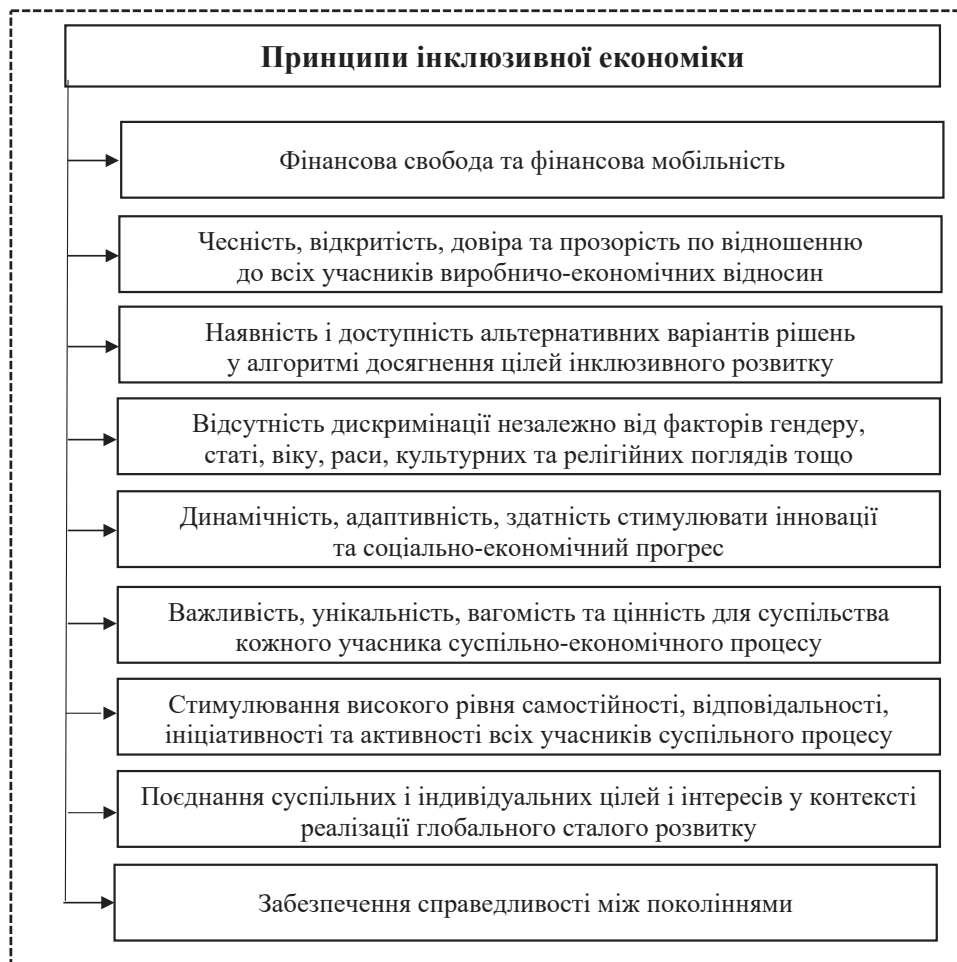 Принципи інклюзивної економіки
Фінансова свобода та фінансова мобільність
Чесність, відкритість, довіра та прозорість по відношенню
до всіх учасників виробничо-економічних відносин
Наявність і доступність альтернативних варіантів рішень
у алгоритмі досягнення цілей інклюзивного розвитку
Відсутність дискримінації незалежно від факторів гендеру,
статі, віку, раси, культурних та релігійних поглядів тощо
Динамічність, адаптивність, здатність стимулювати інновації
та соціально-економічний прогрес
Важливість, унікальність, вагомість та цінність для суспільства
кожного учасника суспільно-економічного процесу
Стимулювання високого рівня самостійності, відповідальності,
ініціативності та активності всіх учасників суспільного процесу
Поєднання суспільних і індивідуальних цілей і інтересів у контексті
реалізації глобального сталого розвитку
Забезпечення справедливості між поколіннями